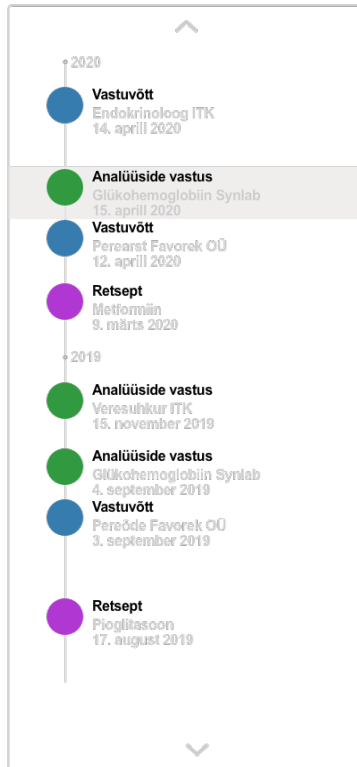 2020
Vastuvõtt
Endokrinoloog ITK
14. aprill 2020
Analüüside vastus
Glükohemoglobiin Synlab
15. aprill 2020
Vastuvõtt
Perearst Favorek OÜ
12. aprill 2020
Retsept
Metformiin
9. märts 2020
2019
Analüüside vastus
Veresuhkur ITK
15. november 2019
Analüüside vastus
Glükohemoglobiin Synlab
4. september 2019
Vastuvõtt
Pereõde Favorek OÜ
3. september 2019
Retsept
Pioglitasoon
17. august 2019